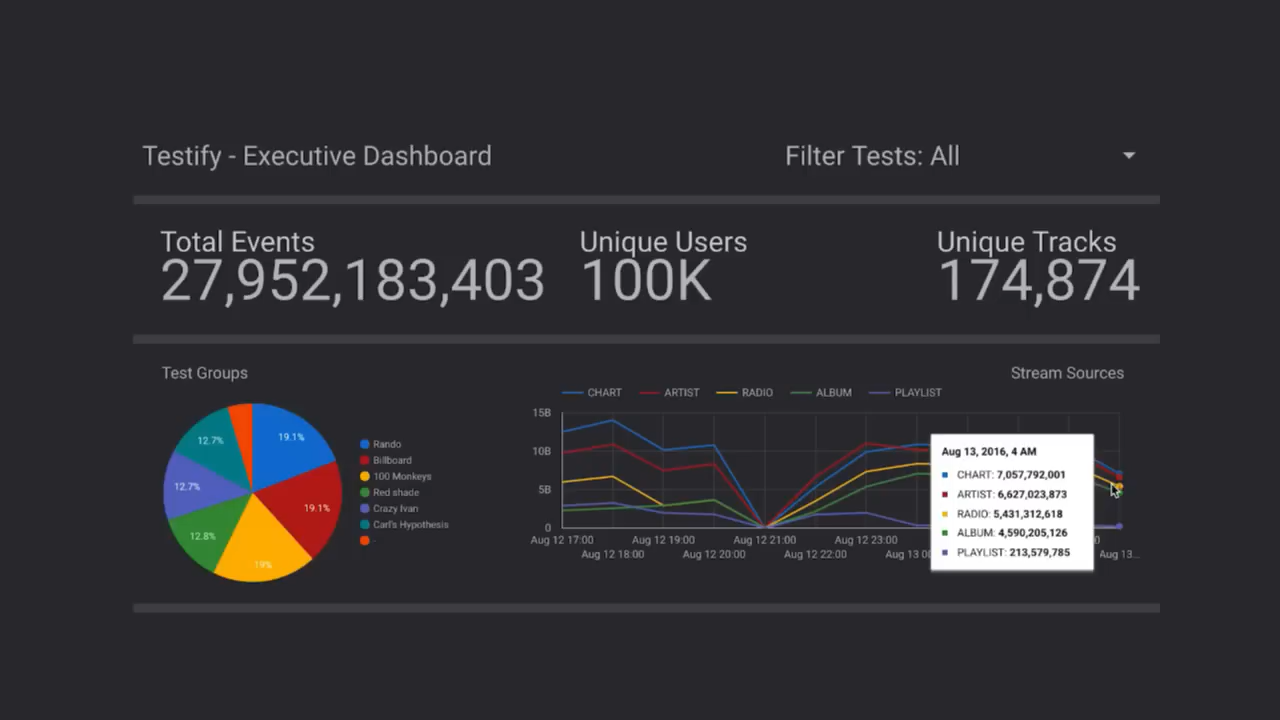 Testify - Executive Dashboard
Filter Tests: All
Total Events
27,952,183,403
Unique Users
100K
Unique Tracks
174,874
Test Groups
19.1%
19.1%
19%
12.8%
12.7%
12.7%
Rando
Billboard
100 Monkeys
Red shade
Crazy Ivan
Carl's Hypothesis
-
Stream Sources
CHART ARTIST RADIO ALBUM PLAYLIST
15B
10B
5B
0
Aug 12 17:00 Aug 12 19:00 Aug 12 21:00 Aug 12 23:00
Aug 12 18:00 Aug 12 20:00 Aug 12 22:00 Aug 13 0 Aug 13...
Aug 13, 2016, 4 AM
CHART: 7,057,792,001
ARTIST: 6,627,023,873
RADIO: 5,431,312,618
ALBUM: 4,590,205,126
PLAYLIST: 213,579,785